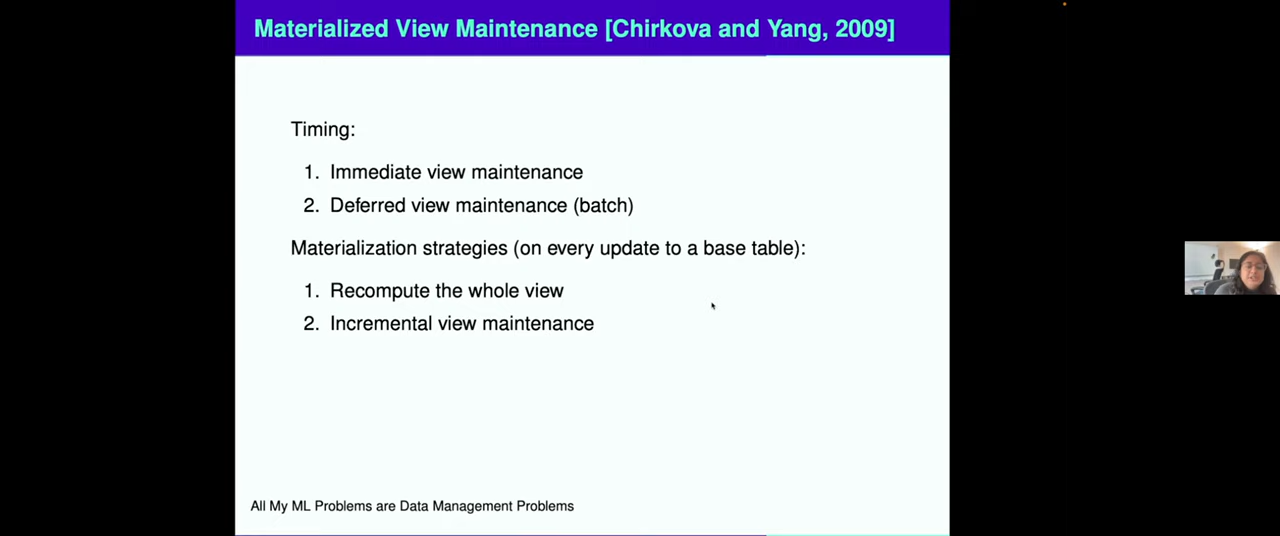 Materialized View Maintenance [Chirkova and Yang, 2009]
Timing:
1. Immediate view maintenance
2. Deferred view maintenance (batch)
Materialization strategies (on every update to a base table):
1. Recompute the whole view
2. Incremental view maintenance
All My ML Problems are Data Management Problems